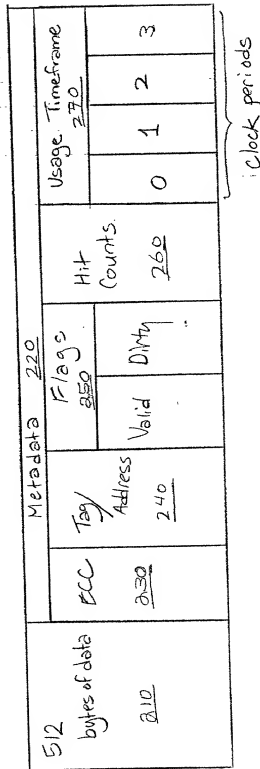 512
bytes of data
210
Metadata 220
ECC
230
Tag/
Address
240
Flags
250
Valid
Dirty
Hit
Counts
260
Usage Timeframe
270
0 1 2 3
Clock periods